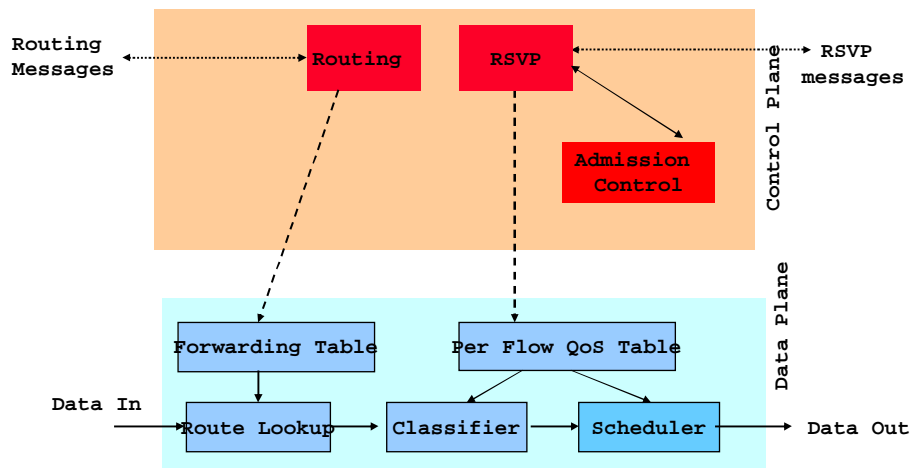 Routing
Messages
Routing
RSVP
RSVP
messages
Admission
Control
Control Plane
Forwarding Table
Per Flow QoS Table
Data Plane
Data In
Route Lookup
Classifier
Scheduler
Data Out